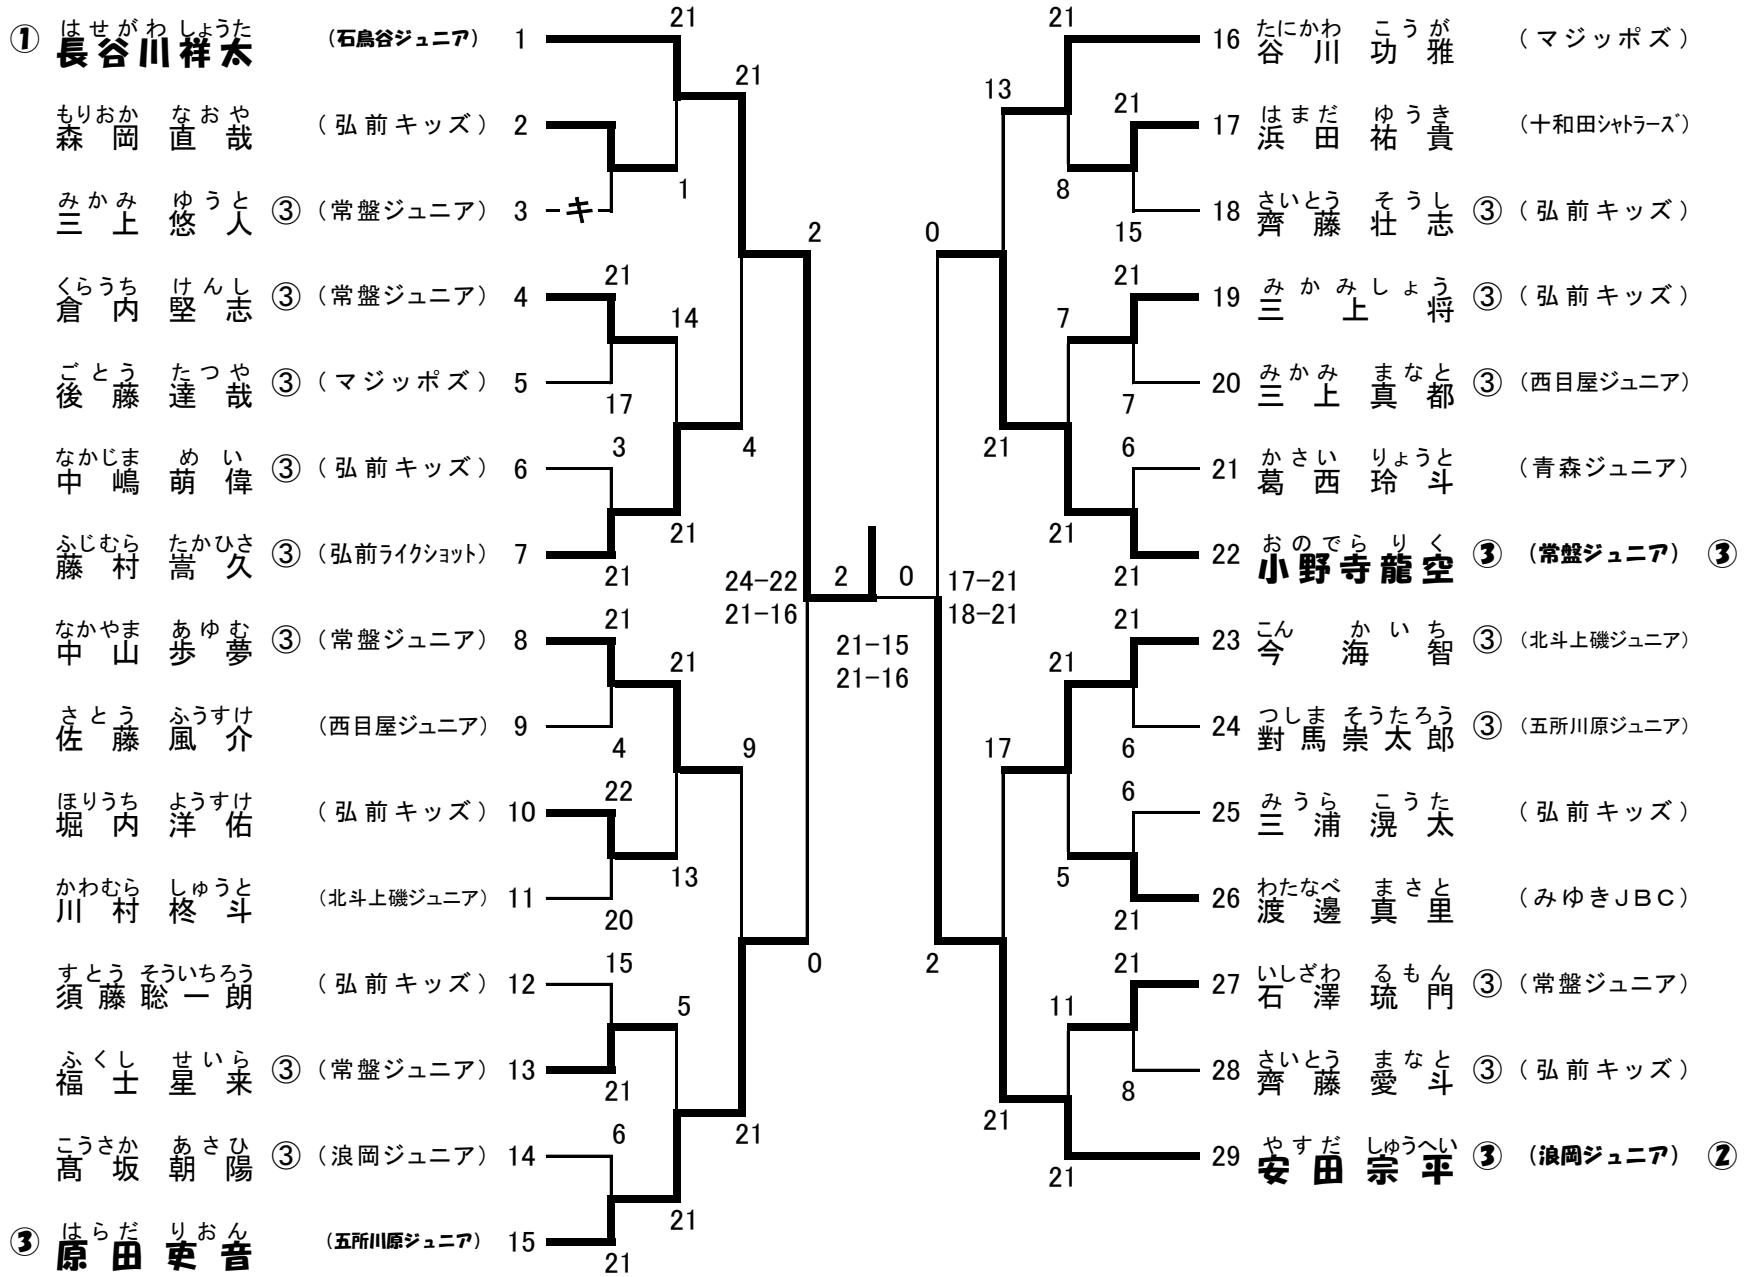 ① 長谷川祥太 はせがわ しょうた (石鳥谷ジュニア) 1
森岡 直哉 もりおか なおや (弘前キッズ) 2
三上 悠人 みかみ ゆうと ③ (常盤ジュニア) 3 キ
倉内 堅志 くらうち けんし ③ (常盤ジュニア) 4
後藤 達哉 ごとう たつや ③ (マジッポズ) 5
中嶋 萌偉 なかじま めい ③ (弘前キッズ) 6
藤村 嵩久 ふじむら たかひさ ③ (弘前ライクショット) 7
中山 歩夢 なかやま あゆむ ③ (常盤ジュニア) 8
佐藤 風介 さとう ふうすけ (西目屋ジュニア) 9
堀内 洋佑 ほりうち ようすけ (弘前キッズ) 10
川村 柊斗 かわむら しゅうと (北斗上磯ジュニア) 11
須藤聡一朗 すとう そういちろう (弘前キッズ) 12
福士 星来 ふくし せいら ③ (常盤ジュニア) 13
髙坂 朝陽 こうさか あさひ ③ (浪岡ジュニア) 14
③ 原田吏音 はらだ りおん (五所川原ジュニア) 15
21
21
1
2
21
14
17
3
4
21
21
24-22
21-16
21
21
4
9
22
13
20
0
15
5
21
6
21
21
21
2
0
21-15
21-16
21
13
21
8
15
0
21
7
7
21
6
21
21
17-21
18-21
21
21
17
6
6
5
21
2
21
11
8
21
21
16 谷川 功雅 たにかわ こうが (マジッポズ)
17 浜田 祐貴 はまだ ゆうき (十和田シャトラーズ)
18 齊藤 壮志 さいとう そうし ③ (弘前キッズ)
19 三上 将 みかみ しょう ③ (弘前キッズ)
20 三上 真都 みかみ まなと ③ (西目屋ジュニア)
21 葛西 玲斗 かさい りょうと (青森ジュニア)
22 小野寺龍空 おのでら りく ③ (常盤ジュニア) ③
23 今 海智 こん かいち ③ (北斗上磯ジュニア)
24 對馬崇太郎 つしま そうたろう ③ (五所川原ジュニア)
25 三浦 滉太 みうら こうた (弘前キッズ)
26 渡邊 真里 わたなべ まさと (みゆきJBC)
27 石澤 琉門 いしざわ るもん ③ (常盤ジュニア)
28 齊藤 愛斗 さいとう まなと ③ (弘前キッズ)
29 安田宗平 やすだ しゅうへい ③ (浪岡ジュニア) ②